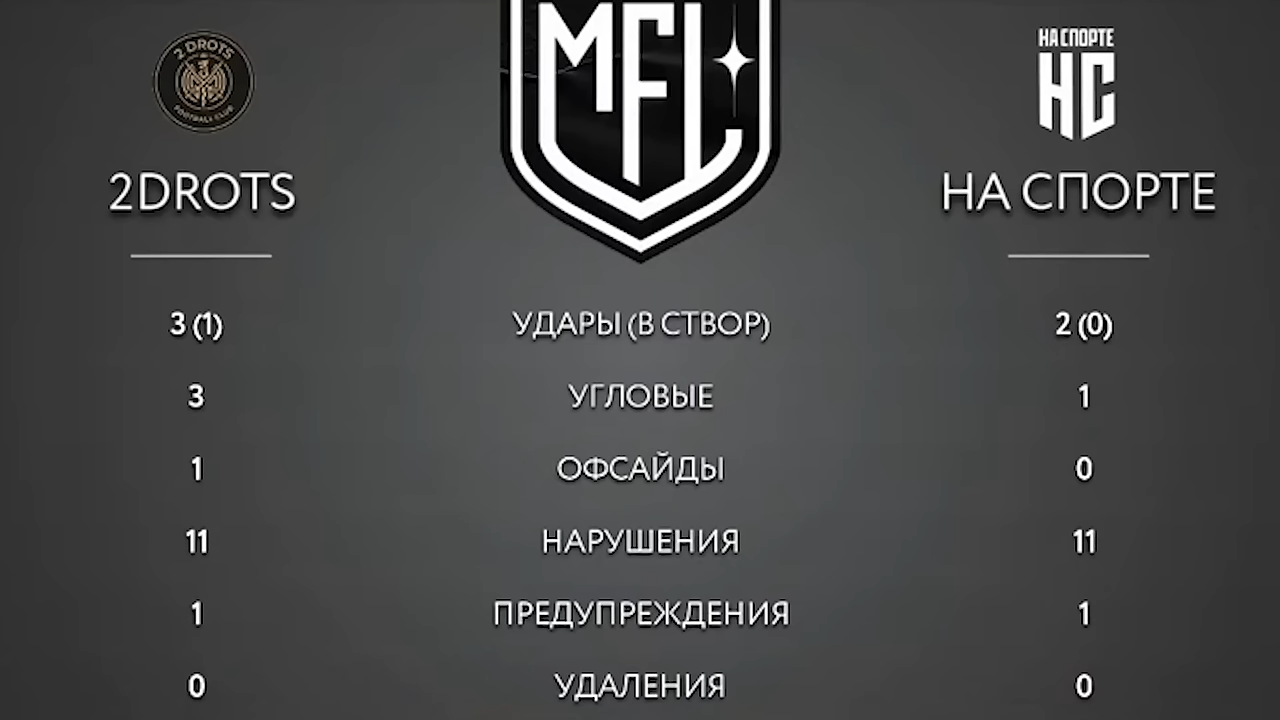 2 DROTS
FOOTBALL CLUB
MFL
НА СПОРТЕ
НС
2DROTS
НА СПОРТЕ
3 (1) УДАРЫ (В СТВОР) 2 (0)
3 УГЛОВЫЕ 1
1 ОФСАЙДЫ 0
11 НАРУШЕНИЯ 11
1 ПРЕДУПРЕЖДЕНИЯ 1
0 УДАЛЕНИЯ 0